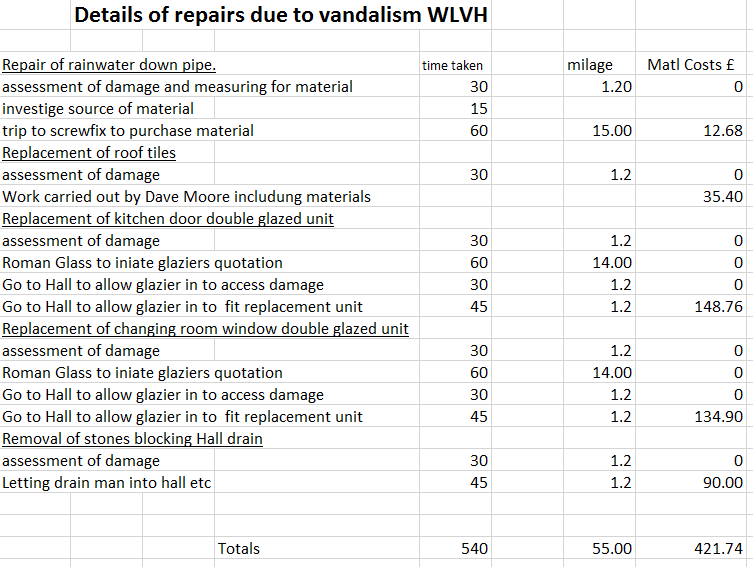 Details of repairs due to vandalism WLVH
Repair of rainwater down pipe. time taken milage Matl Costs £
assessment of damage and measuring for material 30 1.20 0
investige source of material 15
trip to screwfix to purchase material 60 15.00 12.68
Replacement of roof tiles
assessment of damage 30 1.2 0
Work carried out by Dave Moore includung materials 35.40
Replacement of kitchen door double glazed unit
assessment of damage 30 1.2 0
Roman Glass to iniate glaziers quotation 60 14.00 0
Go to Hall to allow glazier in to access damage 30 1.2 0
Go to Hall to allow glazier in to  fit replacement unit 45 1.2 148.76
Replacement of changing room window double glazed unit
assessment of damage 30 1.2 0
Roman Glass to iniate glaziers quotation 60 14.00 0
Go to Hall to allow glazier in to access damage 30 1.2 0
Go to Hall to allow glazier in to  fit replacement unit 45 1.2 134.90
Removal of stones blocking Hall drain
assessment of damage 30 1.2 0
Letting drain man into hall etc 45 1.2 90.00
Totals 540 55.00 421.74